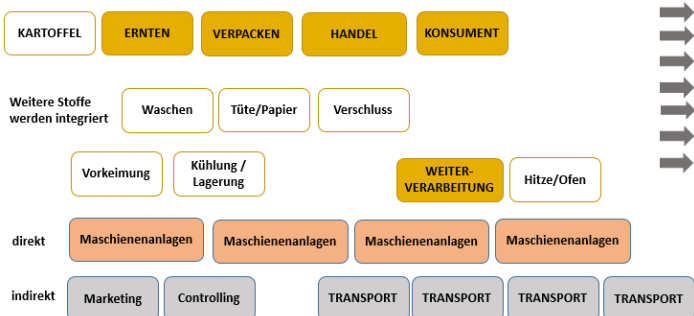 KARTOFFEL ERNTEN VERPACKEN HANDEL KONSUMENT
Weitere Stoffe
werden integriert
Waschen Tüte/Papier Verschluss
Vorkeimung
Kühlung /
Lagerung
WEITER-
VERARBEITUNG
Hitze/Ofen
direkt Maschienenanlagen Maschienenanlagen Maschienenanlagen Maschienenanlagen
indirekt Marketing Controlling TRANSPORT TRANSPORT TRANSPORT TRANSPORT